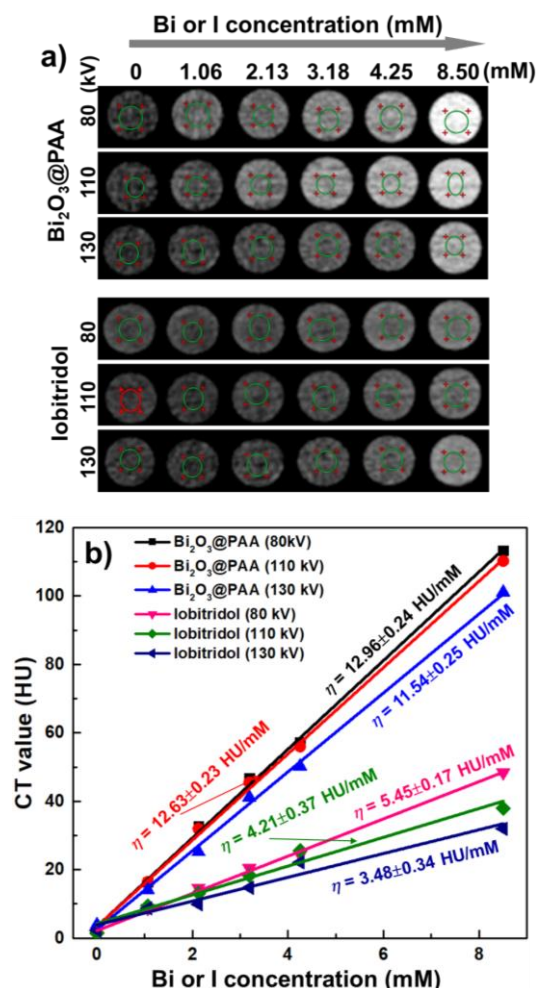 Bi or I concentration (mM)
a)
(kV)
0 1.06 2.13 3.18 4.25 8.50 (mM)
Bi₂O₃@PAA
80
110
130
Iobitridol
80
110
130
b)
Bi₂O₃@PAA (80kV)
Bi₂O₃@PAA (110 kV)
Bi₂O₃@PAA (130 kV)
Iobitridol (80 kV)
Iobitridol (110 kV)
Iobitridol (130 kV)
η = 12.96±0.24 HU/mM
η = 12.63±0.23 HU/mM
η = 11.54±0.25 HU/mM
η = 5.45±0.17 HU/mM
η = 4.21±0.37 HU/mM
η = 3.48±0.34 HU/mM
CT value (HU)
120
100
80
60
40
20
0
0 2 4 6 8
Bi or I concentration (mM)